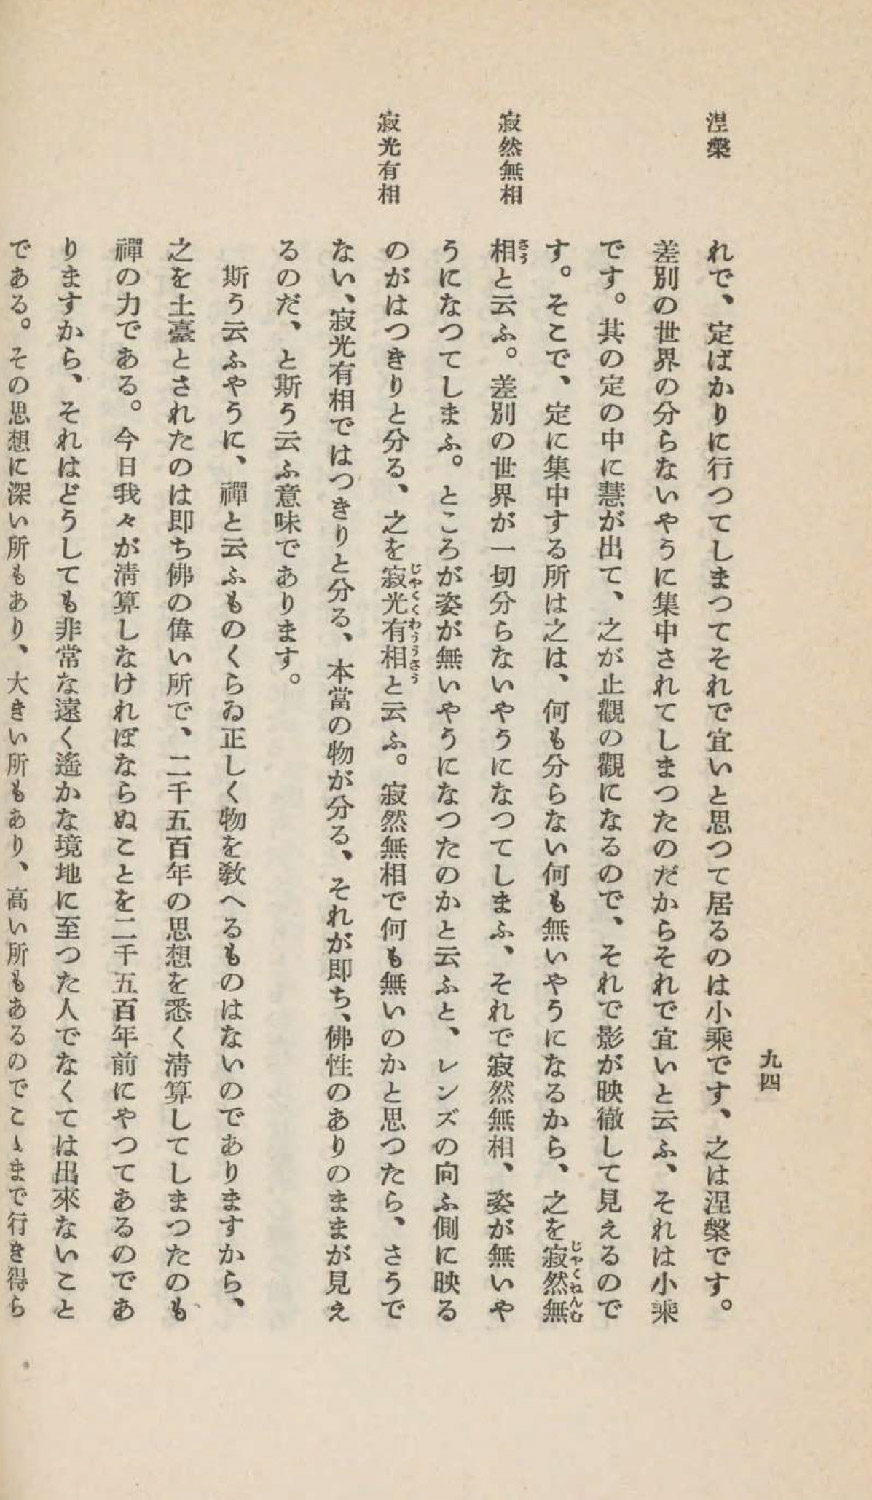 九四
涅槃
寂然無相
寂光有相
れで、定ばかりに行つてしまつてそれで宜いと思つて居るのは小乘です、之は涅槃です。
差別の世界の分らないやうに集中されてしまつたのだからそれで宜いと云ふ、それは小乘
です。其の定の中に慧が出て、之が止觀の觀になるので、それで影が映徹して見えるので
す。そこで、定に集中する所は之は、何も分らない何も無いやうになるから、之を寂然無
相と云ふ。差別の世界が一切分らないやうになつてしまふ、それで寂然無相、姿が無いや
うになつてしまふ。ところが姿が無いやうになつたのかと云ふと、レンズの向ふ側に映る
のがはつきりと分る、之を寂光有相と云ふ。寂然無相で何も無いのかと思つたら、さうで
ない、寂光有相ではつきりと分る、本當の物が分る、それが即ち、佛性のありのままが見え
るのだ、と斯う云ふ意味であります。
斯う云ふやうに、禪と云ふものくらゐ正しく物を敎へるものはないのでありますから、
之を土臺とされたのは即ち佛の偉い所で、二千五百年の思想を悉く淸算してしまつたのも
禪の力である。今日我々が淸算しなければならぬことを二千五百年前にやつてあるのであ
りますから、それはどうしても非常な遠く遙かな境地に至つた人でなくては出來ないこと
である。その思想に深い所もあり、大きい所もあり、高い所もあるのでこゝまで行き得ら